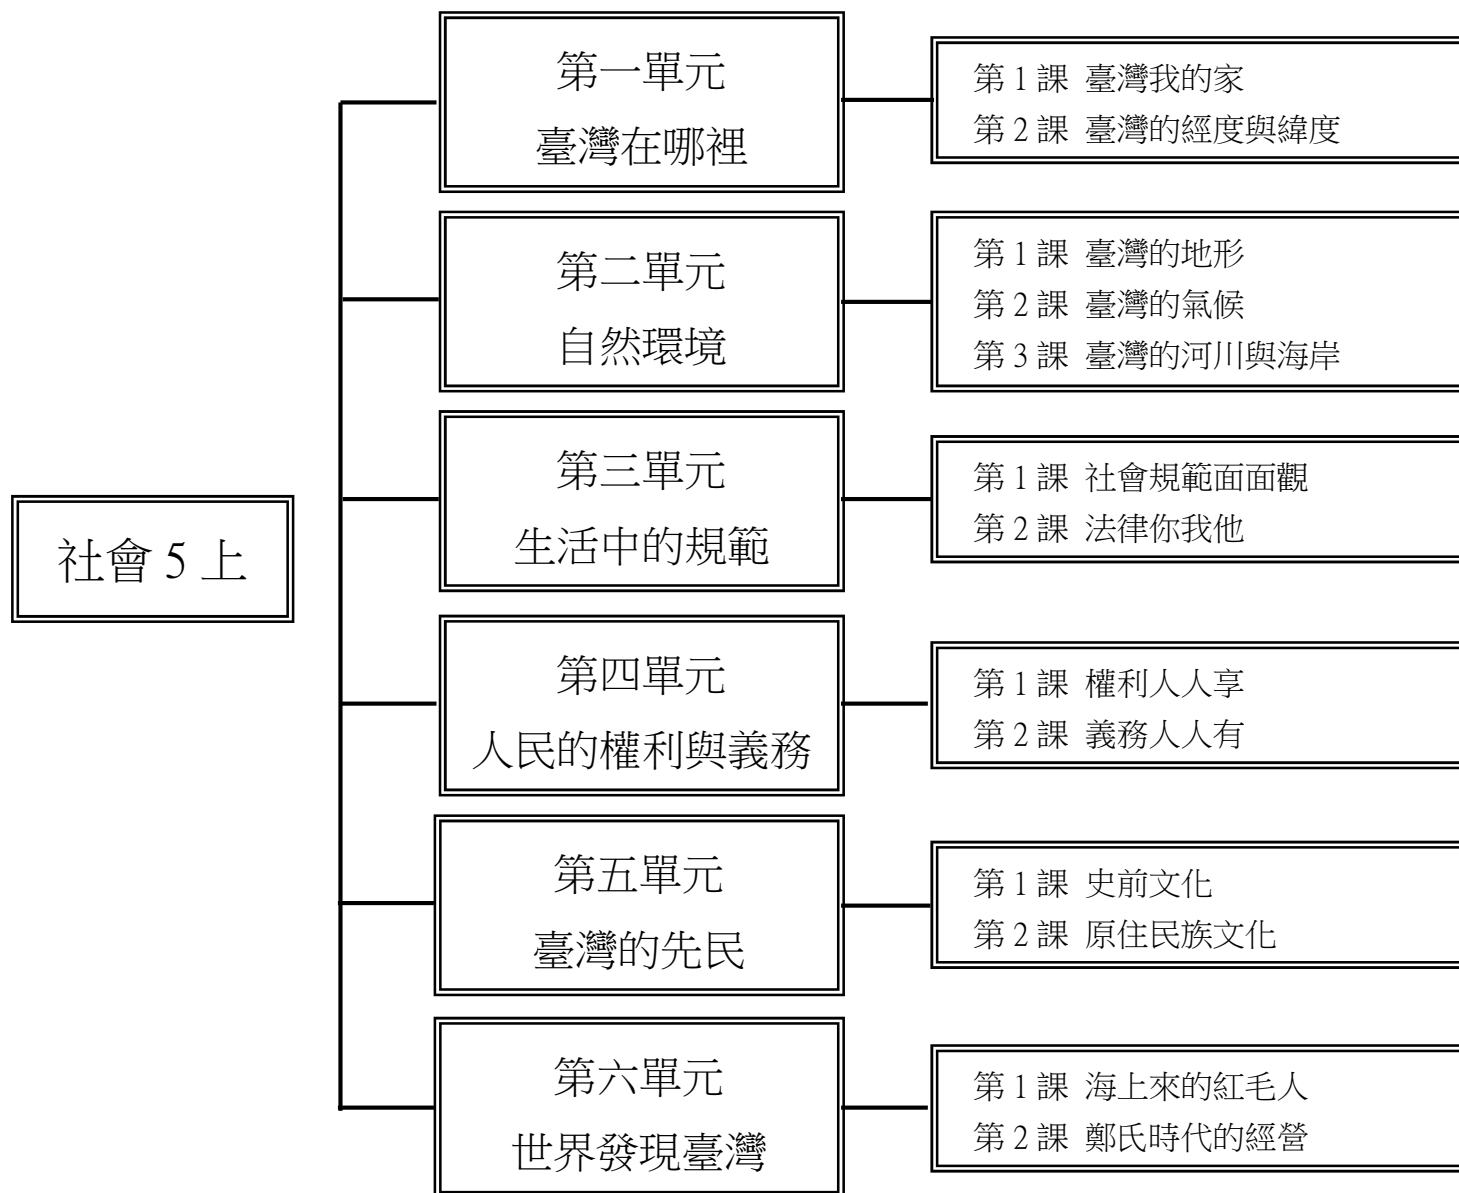 社會 5 上
第一單元
臺灣在哪裡
第 1 課 臺灣我的家
第 2 課 臺灣的經度與緯度
第二單元
自然環境
第 1 課 臺灣的地形
第 2 課 臺灣的氣候
第 3 課 臺灣的河川與海岸
第三單元
生活中的規範
第 1 課 社會規範面面觀
第 2 課 法律你我他
第四單元
人民的權利與義務
第 1 課 權利人人享
第 2 課 義務人人有
第五單元
臺灣的先民
第 1 課 史前文化
第 2 課 原住民族文化
第六單元
世界發現臺灣
第 1 課 海上來的紅毛人
第 2 課 鄭氏時代的經營